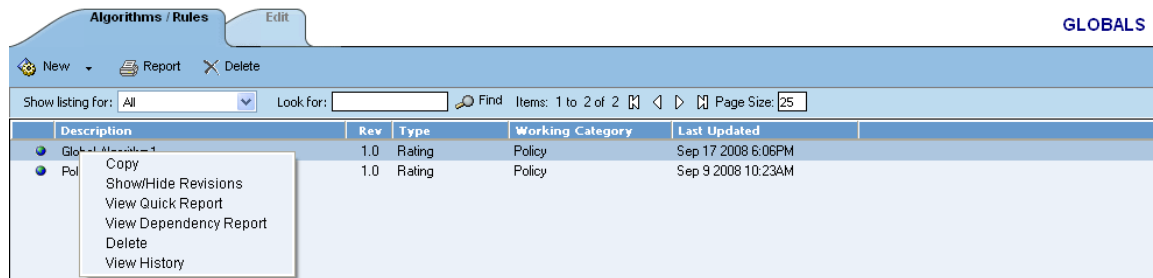 Algorithms / Rules Edit
GLOBALS
New Report Delete
Show listing for: All Look for: Find Items: 1 to 2 of 2 Page Size: 25
Description Rev Type Working Category Last Updated
Global Algorithm1 1.0 Rating Policy Sep 17 2008 6:06PM
Pol 1.0 Rating Policy Sep 9 2008 10:23AM
Copy
Show/Hide Revisions
View Quick Report
View Dependency Report
Delete
View History